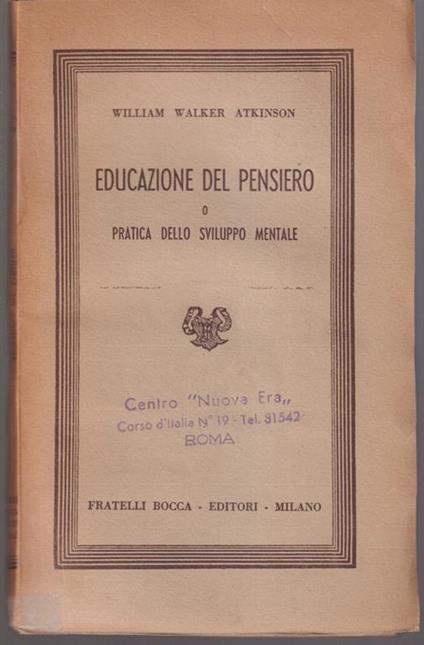 WILLIAM WALKER ATKINSON
EDUCAZIONE DEL PENSIERO
O
PRATICA DELLO SVILUPPO MENTALE
Centro "Nuova Era„
Corso d'Italia N° 19 - Tel. 81542
ROMA
FRATELLI BOCCA - EDITORI - MILANO